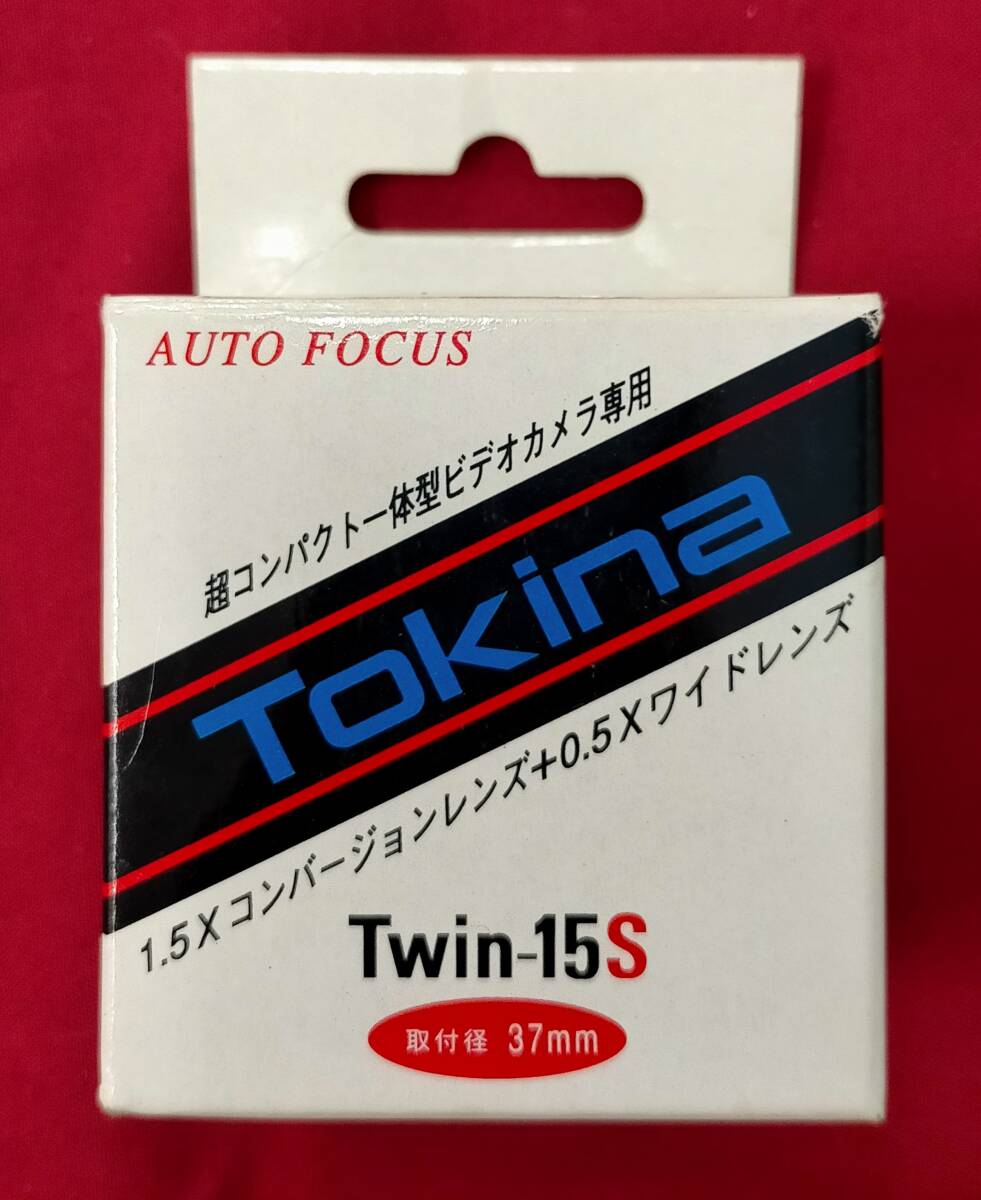 AUTO FOCUS
超コンパクト一体型ビデオカメラ専用
Tokina
1.5Xコンバージョンレンズ+0.5Xワイドレンズ
Twin-15S
取付径 37mm